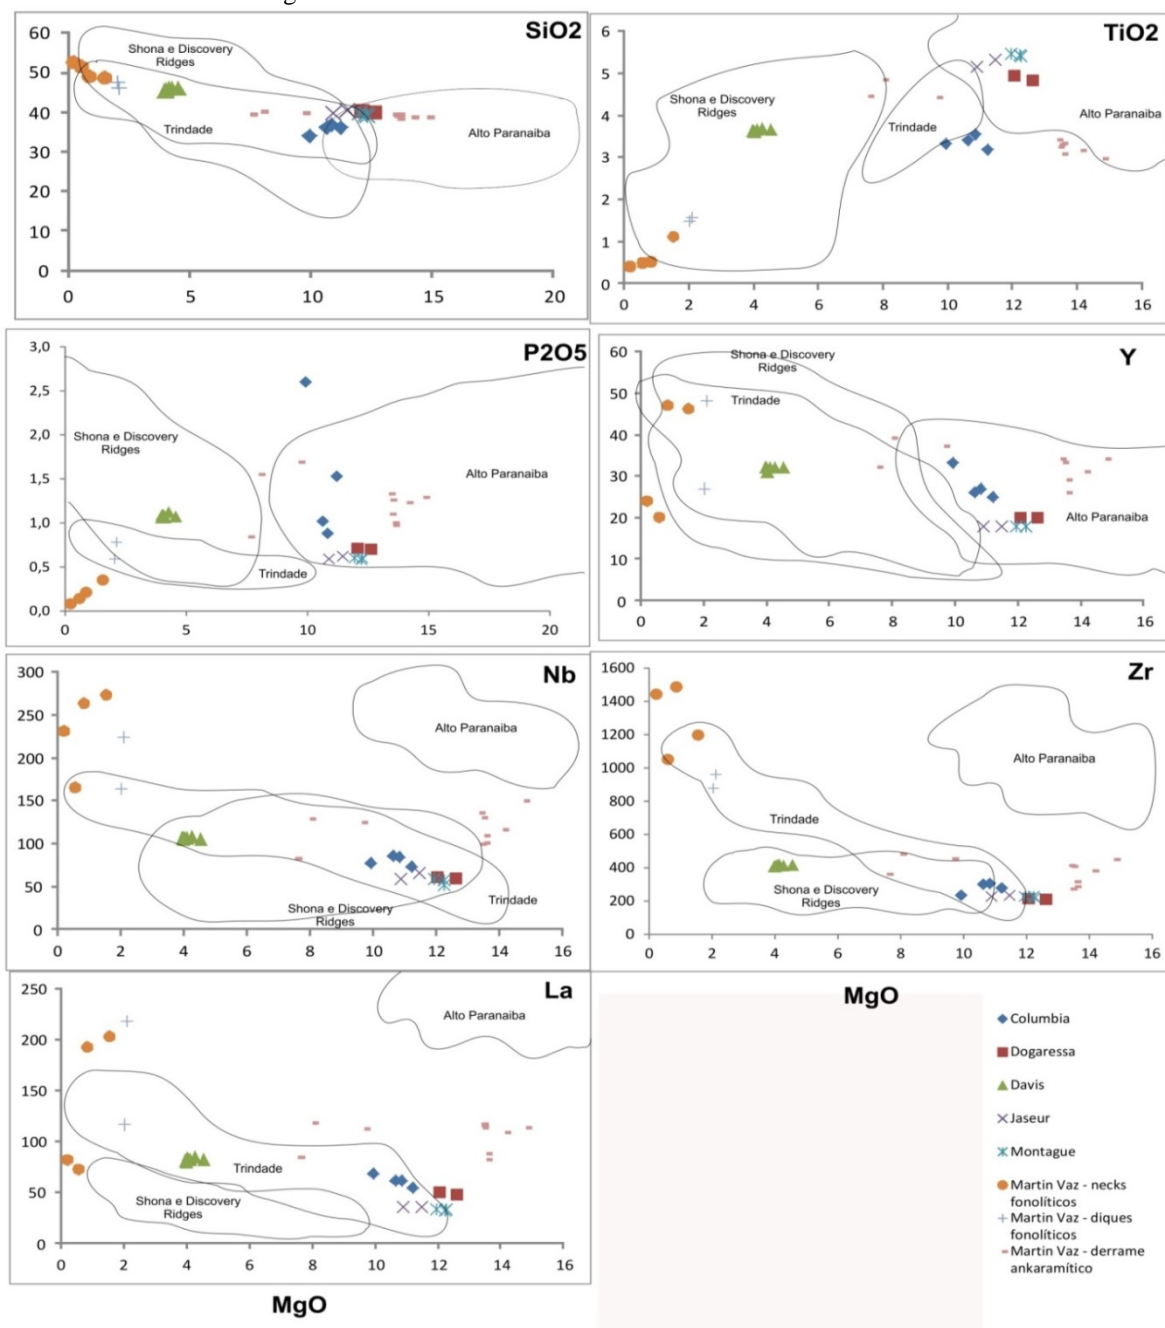 SiO2
60
50
40
30
20
10
0
0 5 10 15 20
Shona e Discovery
Ridges
Trindade
Alto Paranaiba
TiO2
6
5
4
3
2
1
0
0 2 4 6 8 10 12 14 16
Shona e Discovery
Ridges
Trindade
Alto Paranaiba
P2O5
3,0
2,5
2,0
1,5
1,0
0,5
0,0
0 5 10 15 20
Shona e Discovery
Ridges
Alto Paranaiba
Trindade
Y
60
50
40
30
20
10
0
0 2 4 6 8 10 12 14 16
Shona e Discovery
Ridges
Trindade
Alto Paranaiba
Nb
300
250
200
150
100
50
0
0 2 4 6 8 10 12 14 16
Alto Paranaiba
Shona e Discovery
Ridges
Trindade
Zr
1600
1400
1200
1000
800
600
400
200
0
0 2 4 6 8 10 12 14 16
Alto Paranaiba
Trindade
Shona e Discovery
Ridges
MgO
La
250
200
150
100
50
0
0 2 4 6 8 10 12 14 16
Alto Paranaiba
Trindade
Shona e Discovery
Ridges
MgO
Columbia
Dogaressa
Davis
Jaseur
Montague
Martin Vaz - necks
fonolíticos
Martin Vaz - diques
fonolíticos
Martin Vaz - derrame
ankaramítico